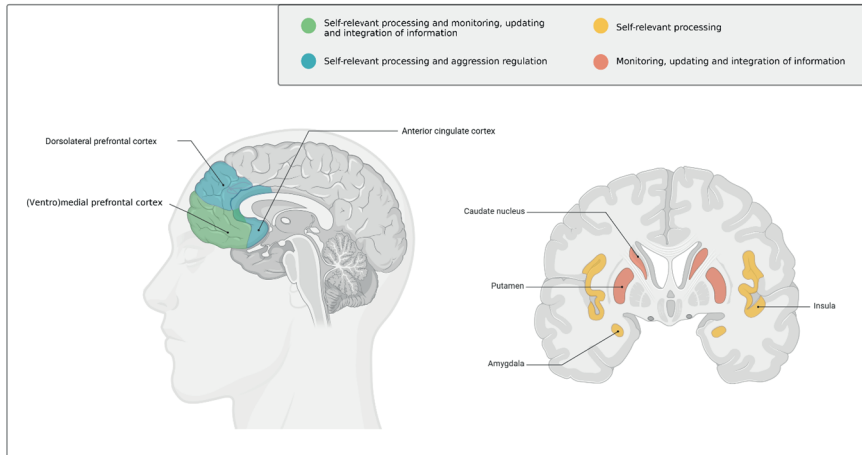 Self-relevant processing and monitoring, updating
and integration of information
Self-relevant processing
Self-relevant processing and aggression regulation
Monitoring, updating and integration of information
Dorsolateral prefrontal cortex
Anterior cingulate cortex
(Ventro)medial prefrontal cortex
Caudate nucleus
Putamen
Insula
Amygdala